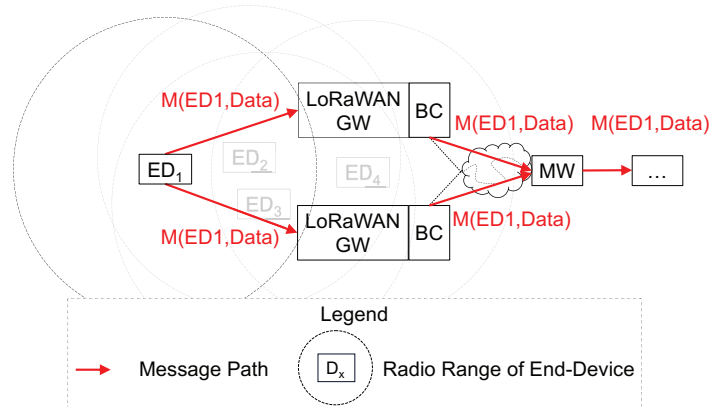 M(ED1,Data)
LoRaWAN
GW
BC
M(ED1,Data)
M(ED1,Data)
ED1
ED2
ED3
ED4
MW
...
M(ED1,Data)
LoRaWAN
GW
BC
M(ED1,Data)
Legend
Message Path
Dx
Radio Range of End-Device